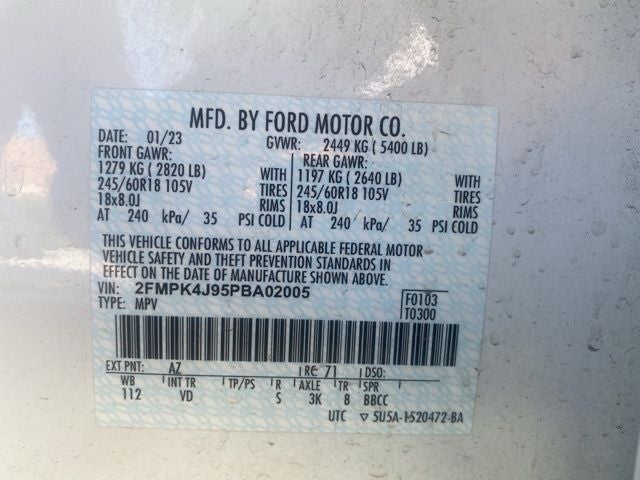 MFD. BY FORD MOTOR CO.
DATE: 01/23 GVWR: 2449 KG (5400 LB)
FRONT GAWR: REAR GAWR:
1279 KG (2820 LB) WITH 1197 KG (2640 LB) WITH
245/60R18 105V TIRES 245/60R18 105V TIRES
18x8.0J RIMS 18x8.0J RIMS
AT 240 kPa/ 35 PSI COLD AT 240 kPa/ 35 PSI COLD
THIS VEHICLE CONFORMS TO ALL APPLICABLE FEDERAL MOTOR
VEHICLE SAFETY AND THEFT PREVENTION STANDARDS IN
EFFECT ON THE DATE OF MANUFACTURE SHOWN ABOVE.
VIN: 2FMPK4J95PBA02005 F0103
TYPE: MPV T0300
EXT PNT: AZ RC: 71 DSO:
WB INT TR TP/PS R AXLE TR SPR
112 VD S 3K 8 BBCC
UTC ▽ 5U5A-1520472-BA